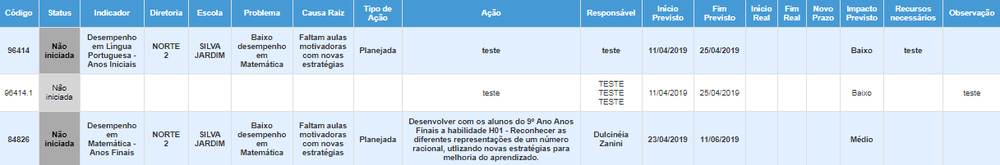 Código Status Indicador Diretoria Escola Problema Causa Raiz Tipo de Ação Ação Responsável Início Previsto Fim Previsto Início Real Fim Real Novo Prazo Impacto Previsto Recursos necessários Observação
96414 Não iniciada Desempenho em Língua Portuguesa - Anos Iniciais NORTE 2 SILVA JARDIM Baixo desempenho em Matemática Faltam aulas motivadoras com novas estratégias Planejada teste teste 11/04/2019 25/04/2019 Baixo teste
96414.1 Não iniciada teste TESTE TESTE TESTE 11/04/2019 25/04/2019 Baixo teste
84826 Não iniciada Desempenho em Matemática - Anos Finais NORTE 2 SILVA JARDIM Baixo desempenho em Matemática Faltam aulas motivadoras com novas estratégias Planejada Desenvolver com os alunos do 9º Ano Anos Finais a habilidade H01 - Reconhecer as diferentes representações de um número racional, utlizando novas estratégias para melhoria do aprendizado. Dulcinéia Zanini 23/04/2019 11/06/2019 Médio